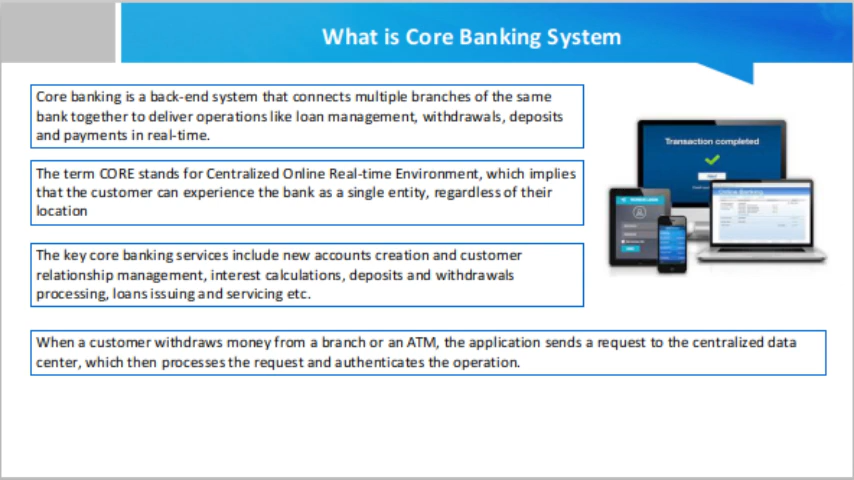 What is Core Banking System
Core banking is a back-end system that connects multiple branches of the same
bank together to deliver operations like loan management, withdrawals, deposits
and payments in real-time.
The term CORE stands for Centralized Online Real-time Environment, which implies
that the customer can experience the bank as a single entity, regardless of their
location
The key core banking services include new accounts creation and customer
relationship management, interest calculations, deposits and withdrawals
processing, loans issuing and servicing etc.
When a customer withdraws money from a branch or an ATM, the application sends a request to the centralized data
center, which then processes the request and authenticates the operation.
Transaction completed
Online Banking